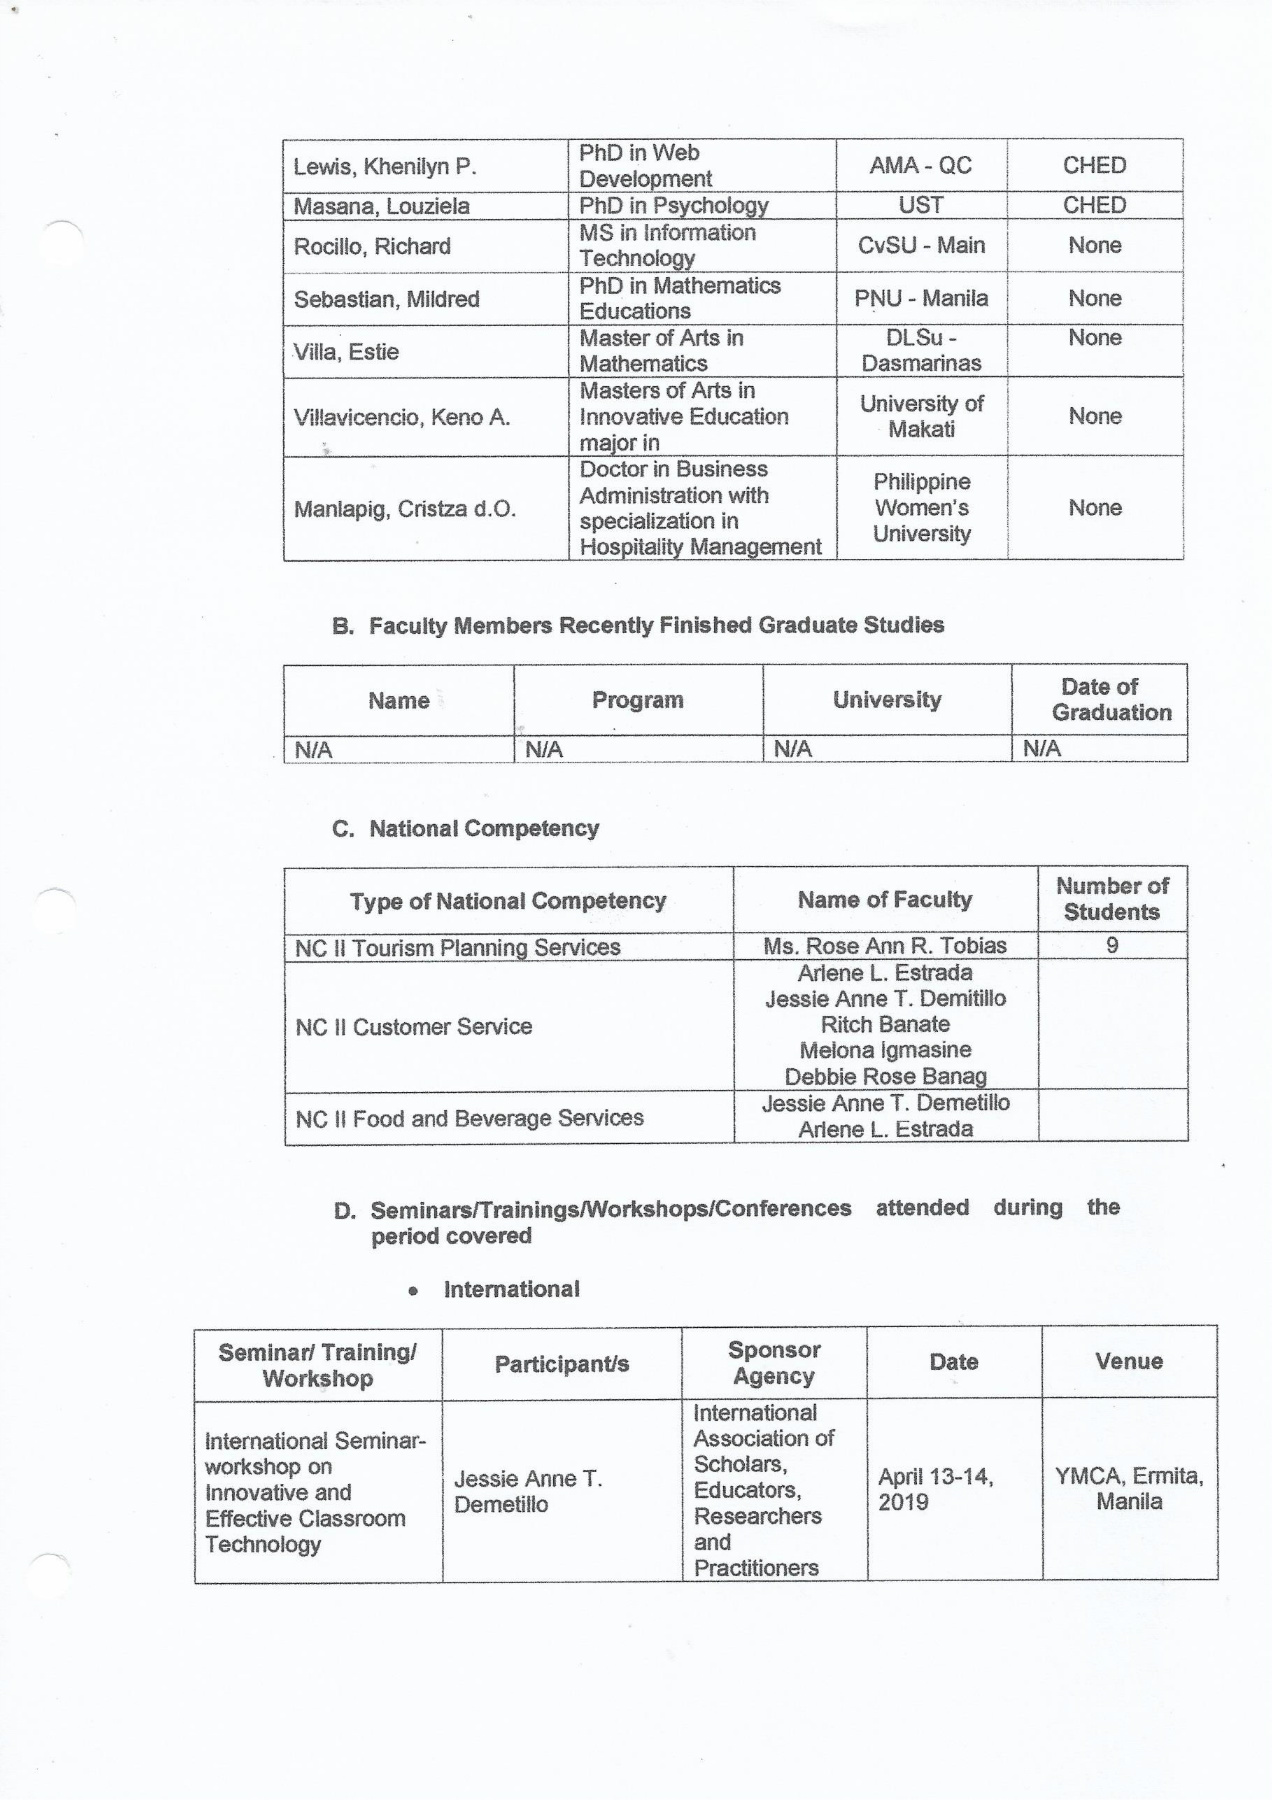 Lewis, Khenilyn P.
PhD in Web
Development
AMA - QC
CHED
Masana, Louziela
PhD in Psychology
UST
CHED
Rocillo, Richard
MS in Information
Technology
CvSU - Main
None
Sebastian, Mildred
PhD in Mathematics
Educations
PNU - Manila
None
Villa, Estie
Master of Arts in
Mathematics
DLSu -
Dasmarinas
None
Villavicencio, Keno A.
Masters of Arts in
Innovative Education
major in
University of
Makati
None
Manlapig, Cristza d.O.
Doctor in Business
Administration with
specialization in
Hospitality Management
Philippine
Women's
University
None
B. Faculty Members Recently Finished Graduate Studies
Name
Program
University
Date of
Graduation
N/A
N/A
N/A
N/A
C. National Competency
Type of National Competency
Name of Faculty
Number of
Students
NC II Tourism Planning Services
Ms. Rose Ann R. Tobias
9
NC II Customer Service
Arlene L. Estrada
Jessie Anne T. Demitillo
Ritch Banate
Melona Igmasine
Debbie Rose Banag
NC II Food and Beverage Services
Jessie Anne T. Demetillo
Arlene L. Estrada
D. Seminars/Trainings/Workshops/Conferences attended during the
period covered
• International
Seminar/ Training/
Workshop
Participant/s
Sponsor
Agency
Date
Venue
International Seminar-
workshop on
Innovative and
Effective Classroom
Technology
Jessie Anne T.
Demetillo
International
Association of
Scholars,
Educators,
Researchers
and
Practitioners
April 13-14,
2019
YMCA, Ermita,
Manila